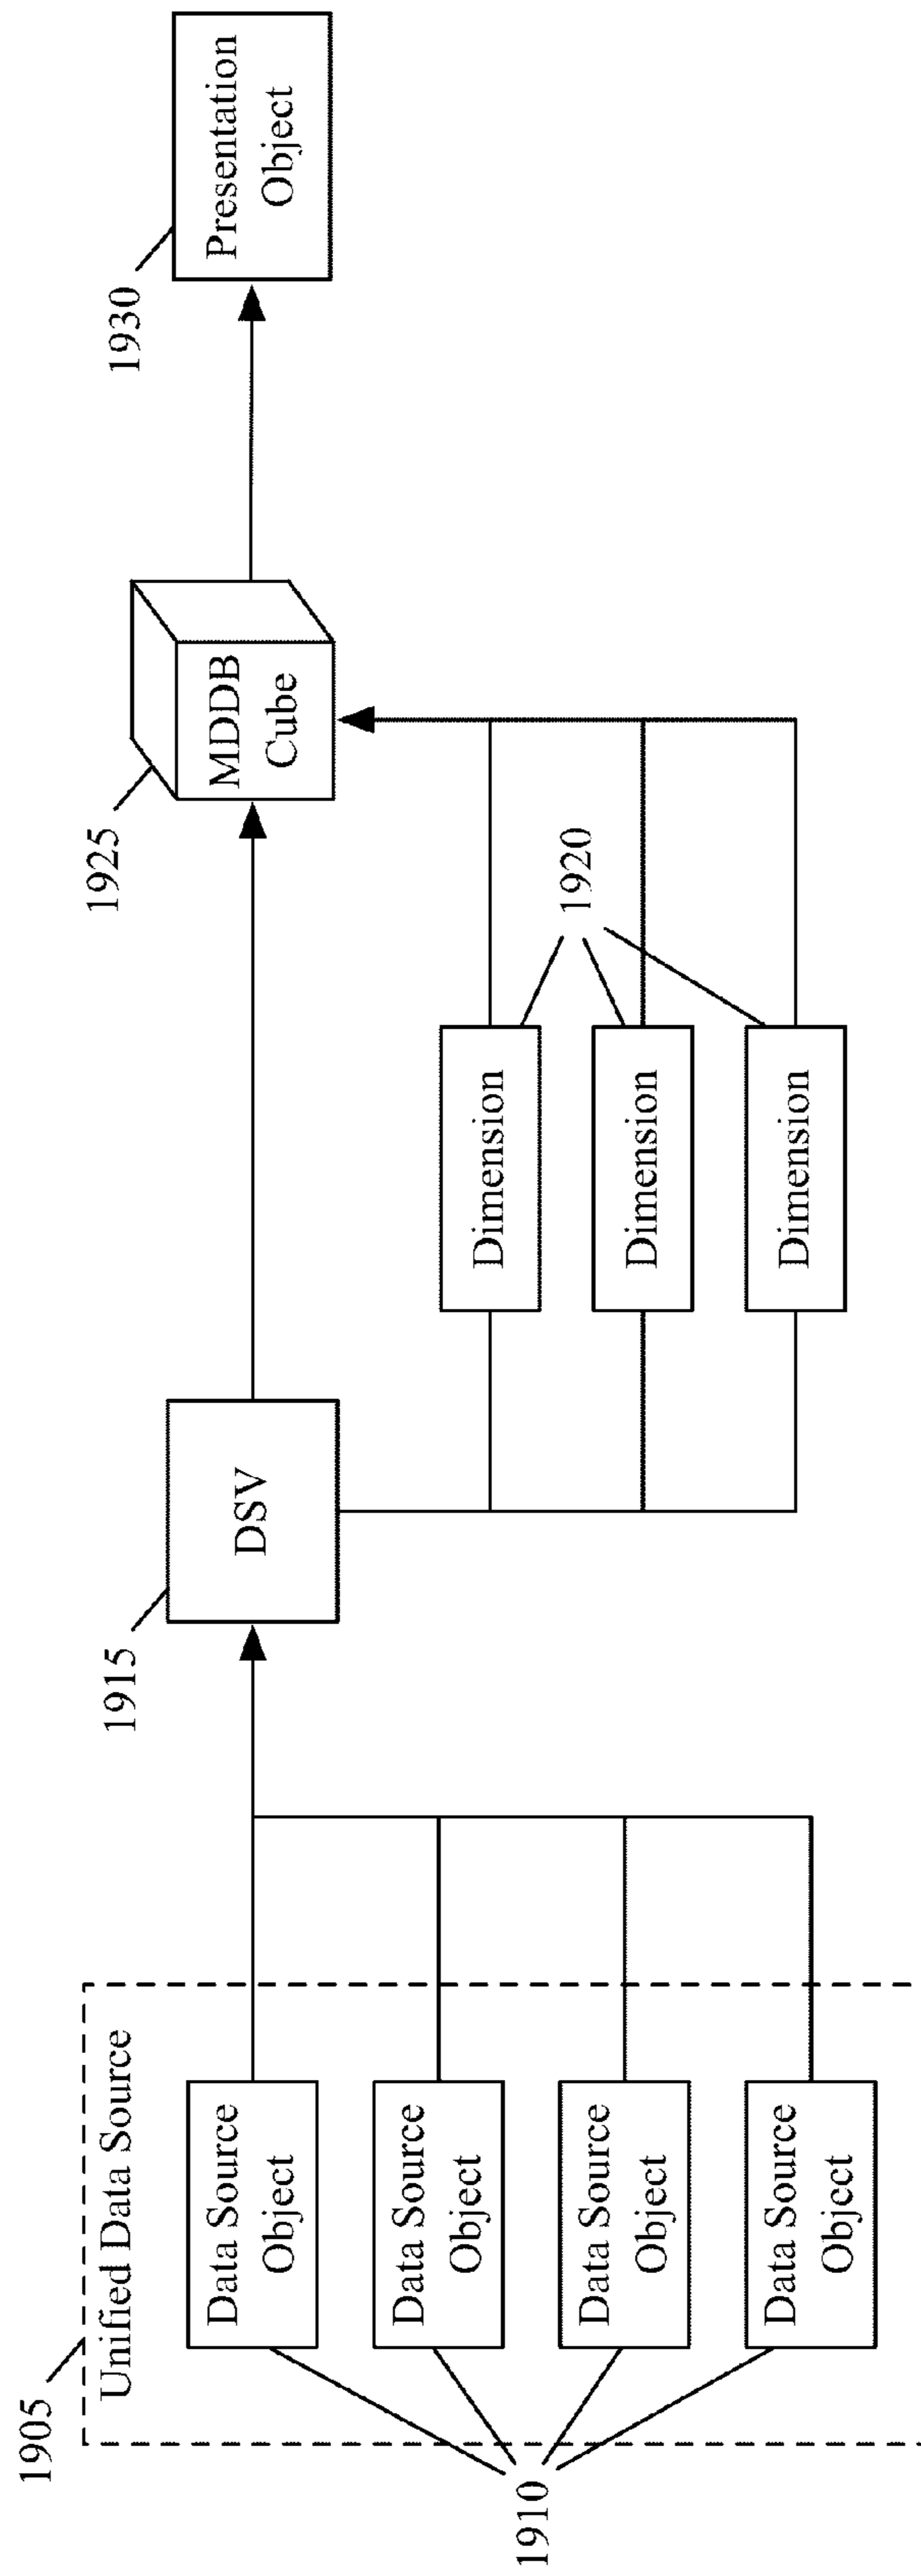 1905
Unified Data Source
Data Source
Object
Data Source
Object
Data Source
Object
Data Source
Object
1910
1915
DSV
Dimension
Dimension
Dimension
1920
1925
MDDB
Cube
1930
Presentation
Object